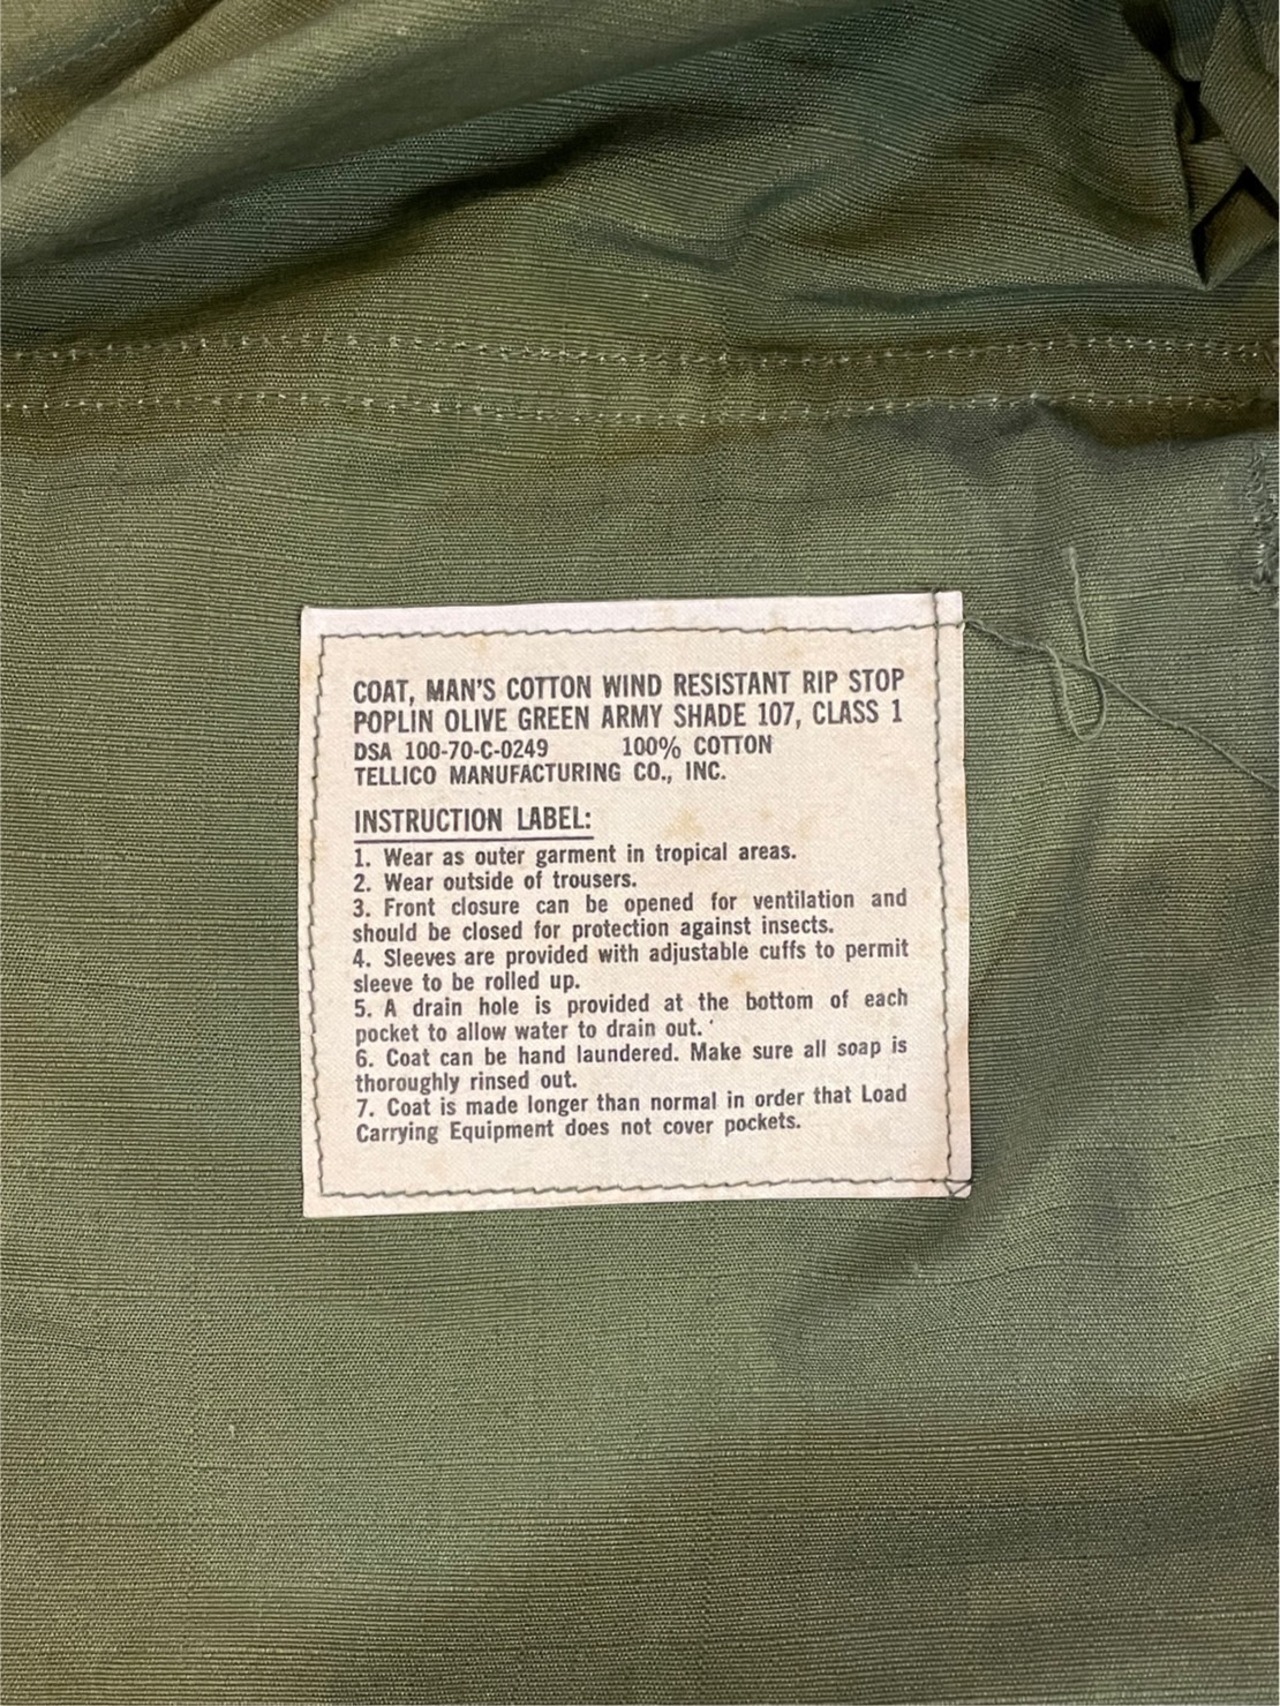 COAT, MAN'S COTTON WIND RESISTANT RIP STOP
POPLIN OLIVE GREEN ARMY SHADE 107, CLASS 1
DSA 100-70-C-0249 100% COTTON
TELLICO MANUFACTURING CO., INC.
INSTRUCTION LABEL:
1. Wear as outer garment in tropical areas.
2. Wear outside of trousers.
3. Front closure can be opened for ventilation and
should be closed for protection against insects.
4. Sleeves are provided with adjustable cuffs to permit
sleeve to be rolled up.
5. A drain hole is provided at the bottom of each
pocket to allow water to drain out.
6. Coat can be hand laundered. Make sure all soap is
thoroughly rinsed out.
7. Coat is made longer than normal in order that Load
Carrying Equipment does not cover pockets.